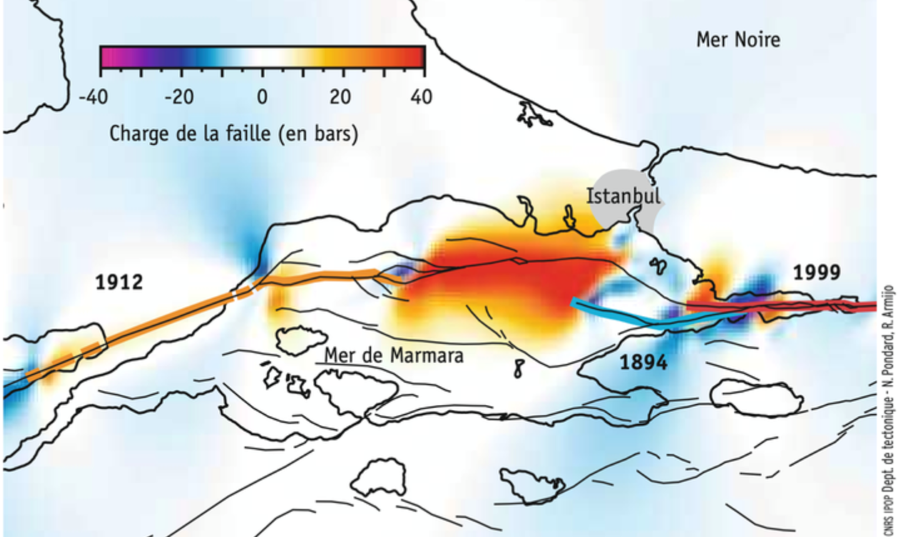 Mer Noire
-40 -20 0 20 40
Charge de la faille (en bars)
Istanbul
1912
1999
Mer de Marmara
1894
CNRS IPGP Dept. de tectonique - N. Pondard, R. Armijo